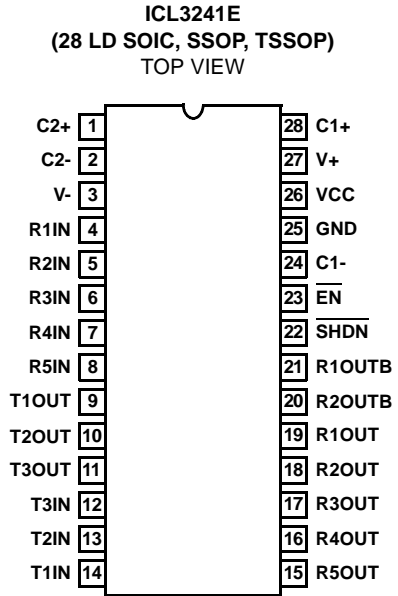 ICL3241E
(28 LD SOIC, SSOP, TSSOP)
TOP VIEW
C2+ 1 28 C1+
C2- 2 27 V+
V- 3 26 VCC
R1IN 4 25 GND
R2IN 5 24 C1-
R3IN 6 23 EN
R4IN 7 22 SHDN
R5IN 8 21 R1OUTB
T1OUT 9 20 R2OUTB
T2OUT 10 19 R1OUT
T3OUT 11 18 R2OUT
T3IN 12 17 R3OUT
T2IN 13 16 R4OUT
T1IN 14 15 R5OUT